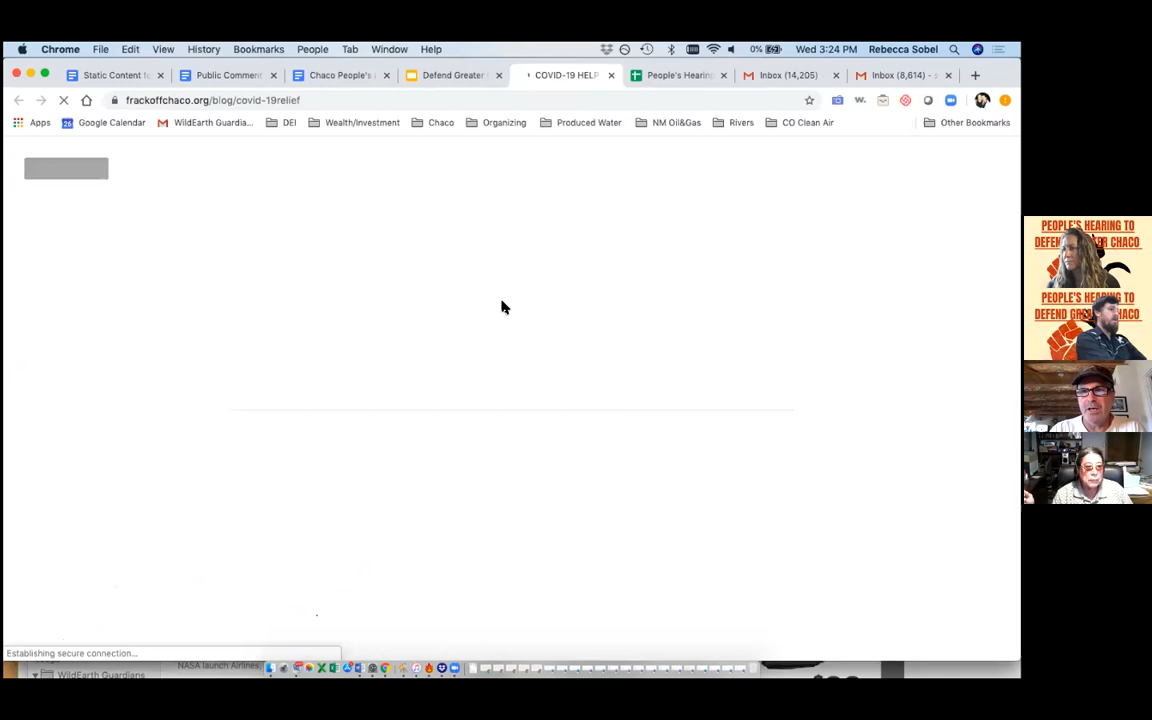 Chrome File Edit View History Bookmarks People Tab Window Help 0% Wed 3:24 PM Rebecca Sobel
Static Content fo Public Comment Chaco People's Defend Greater COVID-19 HELP People's Hearing Inbox (14,205) Inbox (8,614) -
frackoffchaco.org/blog/covid-19relief
Apps Google Calendar WildEarth Guardia... DEI Wealth/Investment Chaco Organizing Produced Water NM Oil&Gas Rivers CO Clean Air Other Bookmarks
PEOPLE'S HEARING TO
DEFEND CHACO
PEOPLE'S HEARING TO
DEFEND CHACO
Establishing secure connection...
NASA launch Airlines,
WildEarth Guardians